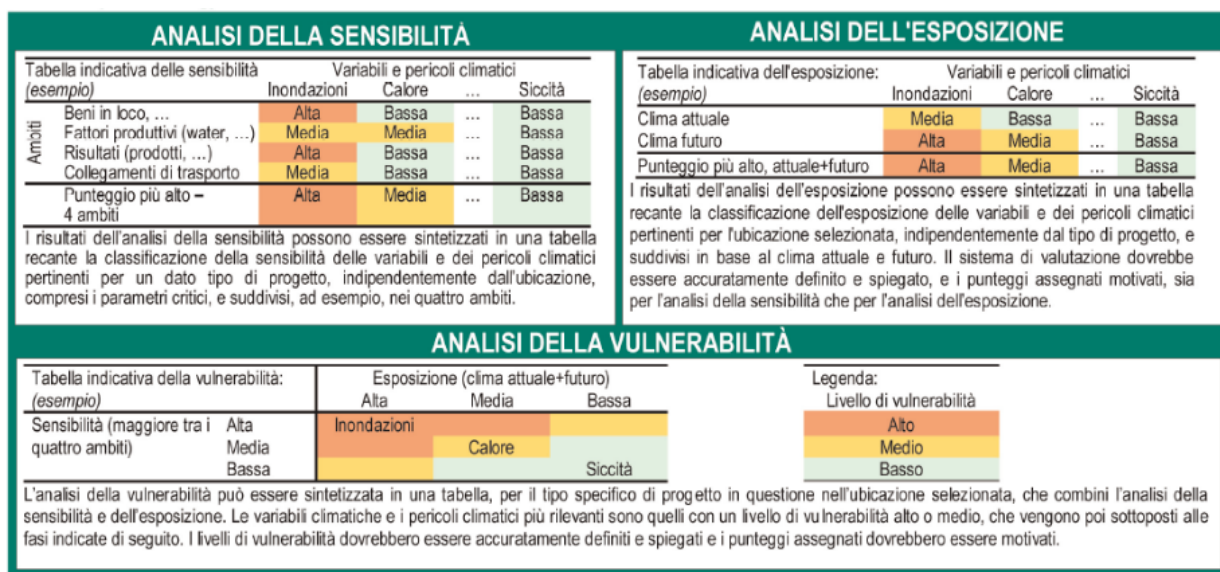 ANALISI DELLA SENSIBILITÀ
Tabella indicativa delle sensibilità Variabili e pericoli climatici
(esempio) Inondazioni Calore ... Siccità
Ambiti
Beni in loco, ... Alta Bassa ... Bassa
Fattori produttivi (water, ...) Media Media ... Bassa
Risultati (prodotti, ...) Alta Bassa ... Bassa
Collegamenti di trasporto Media Bassa ... Bassa
Punteggio più alto – Alta Media ... Bassa
4 ambiti
I risultati dell'analisi della sensibilità possono essere sintetizzati in una tabella
recante la classificazione della sensibilità delle variabili e dei pericoli climatici
pertinenti per un dato tipo di progetto, indipendentemente dall'ubicazione,
compresi i parametri critici, e suddivisi, ad esempio, nei quattro ambiti.
ANALISI DELL'ESPOSIZIONE
Tabella indicativa dell'esposizione: Variabili e pericoli climatici
(esempio) Inondazioni Calore ... Siccità
Clima attuale Media Bassa ... Bassa
Clima futuro Alta Media ... Bassa
Punteggio più alto, attuale+futuro Alta Media ... Bassa
I risultati dell'analisi dell'esposizione possono essere sintetizzati in una tabella
recante la classificazione dell'esposizione delle variabili e dei pericoli climatici
pertinenti per l'ubicazione selezionata, indipendentemente dal tipo di progetto, e
suddivisi in base al clima attuale e futuro. Il sistema di valutazione dovrebbe
essere accuratamente definito e spiegato, e i punteggi assegnati motivati, sia
per l'analisi della sensibilità che per l'analisi dell'esposizione.
ANALISI DELLA VULNERABILITÀ
Tabella indicativa della vulnerabilità: Esposizione (clima attuale+futuro)
(esempio) Alta Media Bassa
Sensibilità (maggiore tra i Alta Inondazioni
quattro ambiti) Media Calore
Bassa Siccità
Legenda:
Livello di vulnerabilità
Alto
Medio
Basso
L'analisi della vulnerabilità può essere sintetizzata in una tabella, per il tipo specifico di progetto in questione nell'ubicazione selezionata, che combini l'analisi della
sensibilità e dell'esposizione. Le variabili climatiche e i pericoli climatici più rilevanti sono quelli con un livello di vulnerabilità alto o medio, che vengono poi sottoposti alle
fasi indicate di seguito. I livelli di vulnerabilità dovrebbero essere accuratamente definiti e spiegati e i punteggi assegnati dovrebbero essere motivati.